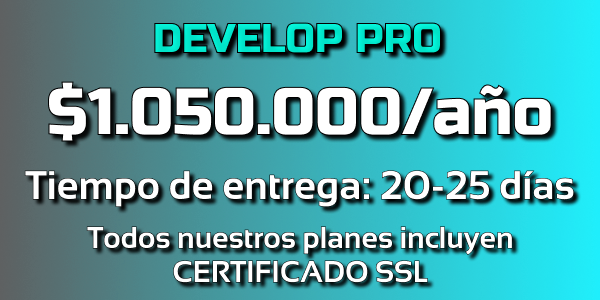 DEVELOP PRO
$1.050.000/año
Tiempo de entrega: 20-25 días
Todos nuestros planes incluyen
CERTIFICADO SSL